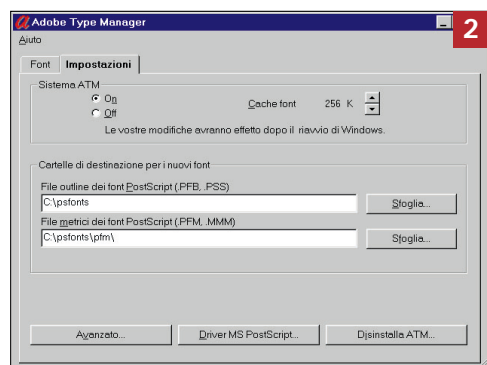 Adobe Type Manager
2
Aiuto
Font Impostazioni
Sistema ATM
On
Off
Cache font 256 K
Le vostre modifiche avranno effetto dopo il riavvio di Windows.
Cartelle di destinazione per i nuovi font
File outline dei font PostScript (.PFB, .PSS)
C:\psfonts
Sfoglia...
File metrici dei font PostScript (.PFM, .MMM)
C:\psfonts\pfm\
Sfoglia...
Avanzato... Driver MS PostScript... Disinstalla ATM...